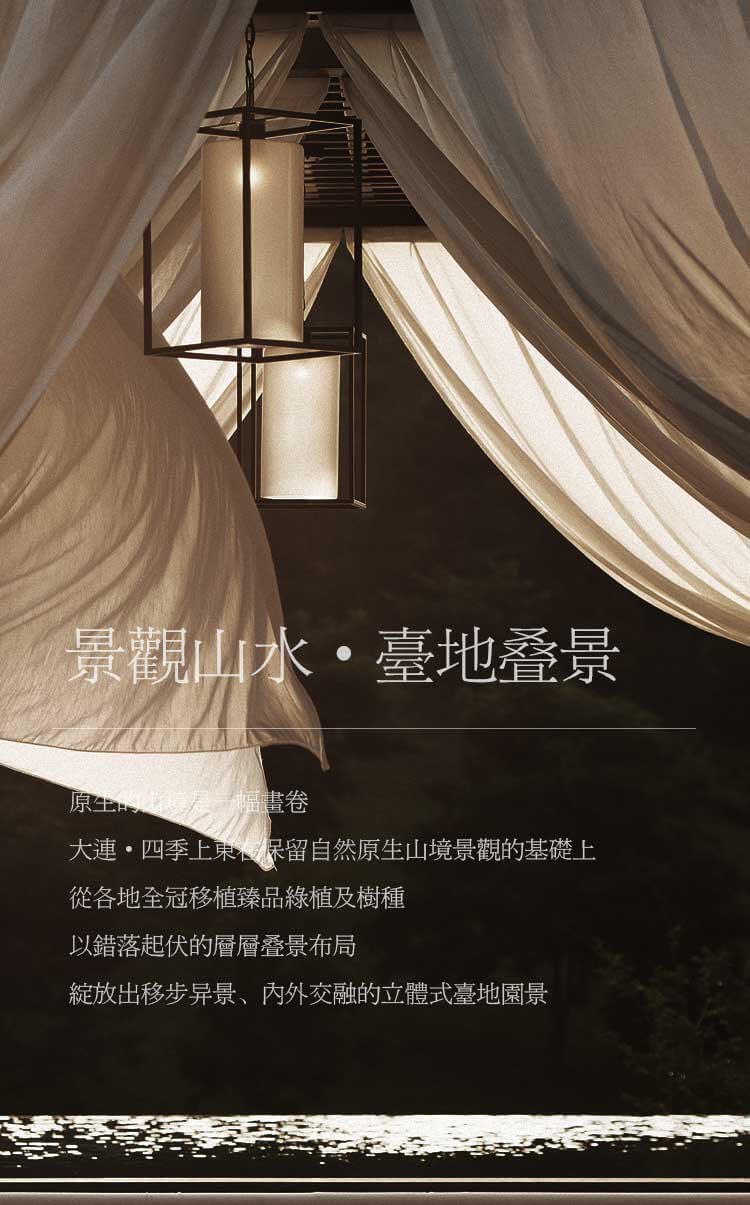 景觀山水•臺地叠景
原生的山境是一幅畫卷
大連•四季上東在保留自然原生山境景觀的基礎上
從各地全冠移植臻品綠植及樹種
以錯落起伏的層層叠景布局
綻放出移步异景、內外交融的立體式臺地園景